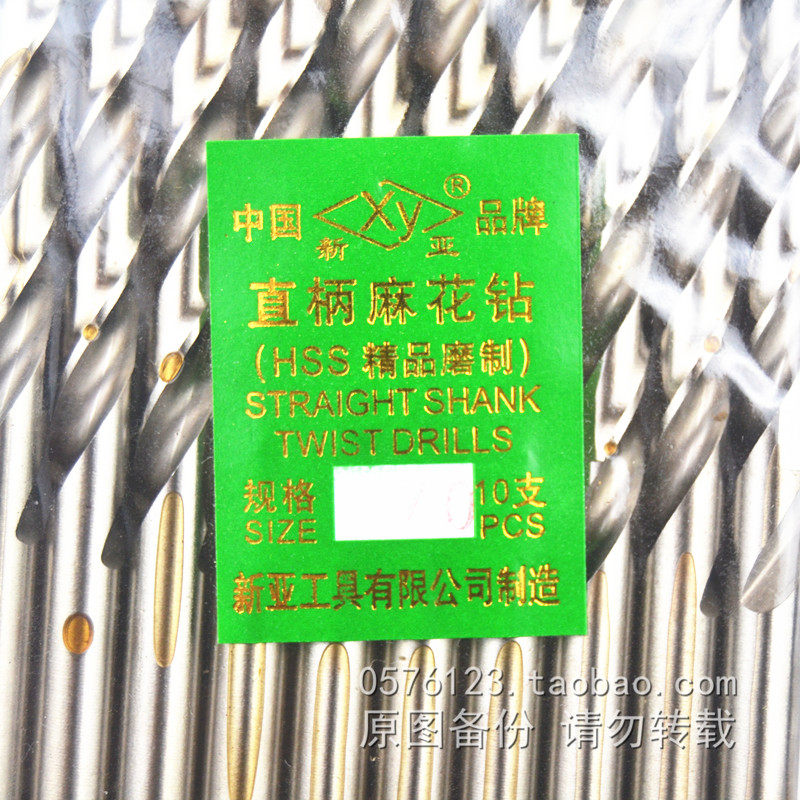 中国 Xy® 品牌
新 亚
直柄麻花钻
(HSS 精品磨制)
STRAIGHT SHANK
TWIST DRILLS
规格 10支
SIZE PCS
新亚工具有限公司制造
0576123.taobao.com
原图备份 请勿转载